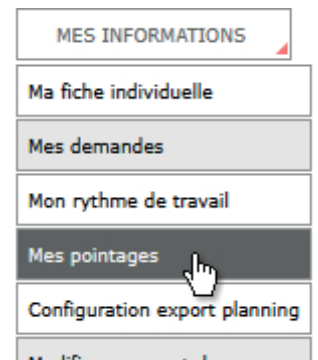 MES INFORMATIONS
Ma fiche individuelle
Mes demandes
Mon rythme de travail
Mes pointages
Configuration export planning